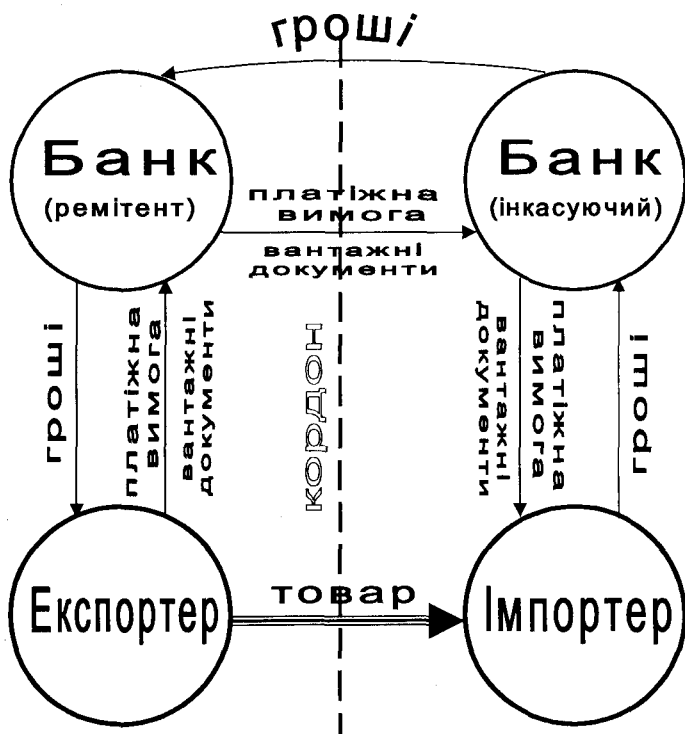 гроші
Банк
(ремітент)
Банк
(інкасуючий)
платіжна
вимога
вантажні
документи
гроші
платіжна
вимога
вантажні
документи
кордон
платіжна
вимога
вантажні
документи
гроші
Експортер
товар
Імпортер